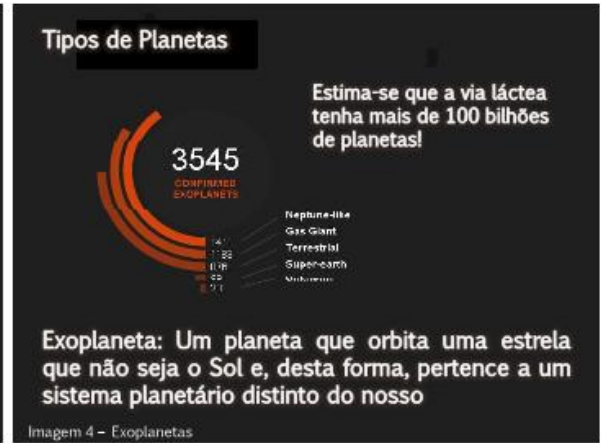 Tipos de Planetas
Estima-se que a via láctea
tenha mais de 100 bilhões
de planetas!
3545
CONFIRMED
EXOPLANETS
Neptune-like
Gas Giant
Terrestrial
Super-earth
Exoplaneta: Um planeta que orbita uma estrela
que não seja o Sol e, desta forma, pertence a um
sistema planetário distinto do nosso
Imagem 4 – Exoplanetas